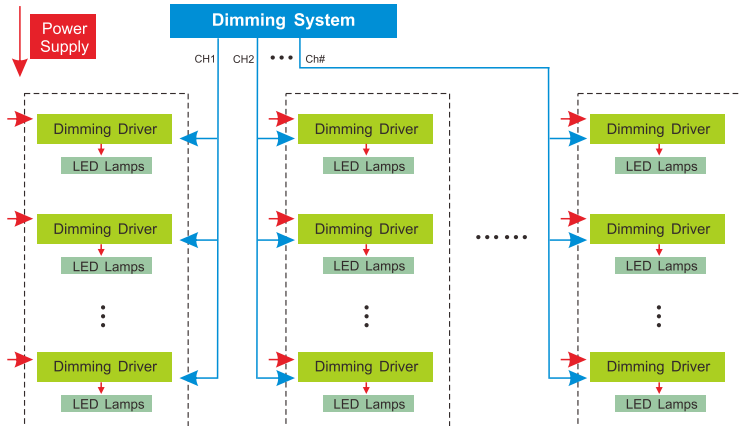 Dimming System
Power
Supply
CH1
CH2
Ch#
Dimming Driver
LED Lamps
Dimming Driver
LED Lamps
Dimming Driver
LED Lamps
Dimming Driver
LED Lamps
Dimming Driver
LED Lamps
Dimming Driver
LED Lamps
Dimming Driver
LED Lamps
Dimming Driver
LED Lamps
Dimming Driver
LED Lamps